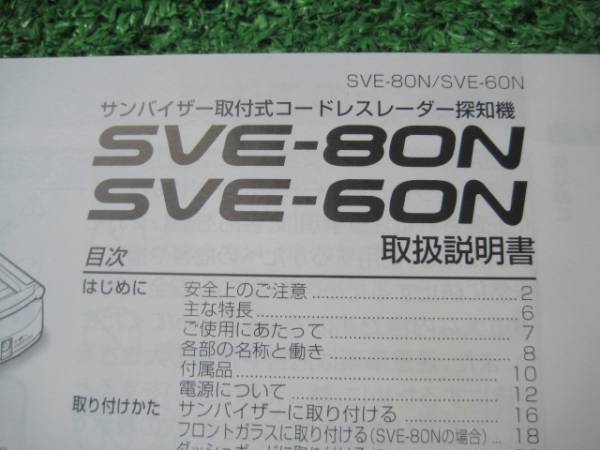 SVE-80N/SVE-60N
サンバイザー取付式コードレスレーダー探知機
SVE-80N
SVE-60N
目次 取扱説明書
はじめに 安全上のご注意 2
主な特長 6
ご使用にあたって 7
各部の名称と働き 8
付属品 10
電源について 12
取り付けかた サンバイザーに取り付ける 16
フロントガラスに取り付ける(SVE-80Nの場合) 18